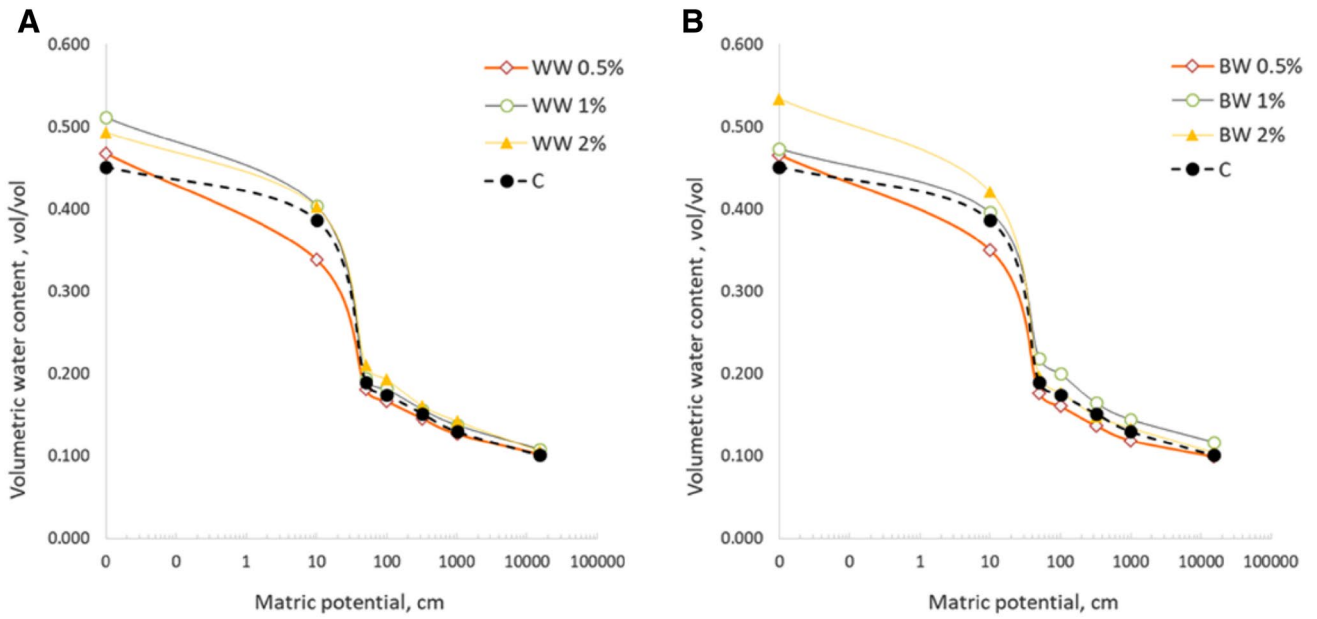 A
0.600
0.500
0.400
0.300
0.200
0.100
0.000
Volumetric water content , vol/vol
0 0 1 10 100 1000 10000 100000
Matric potential, cm
WW 0.5%
WW 1%
WW 2%
C
B
0.600
0.500
0.400
0.300
0.200
0.100
0.000
Volumetric water content , vol/vol
0 0 1 10 100 1000 10000 100000
Matric potential, cm
BW 0.5%
BW 1%
BW 2%
C